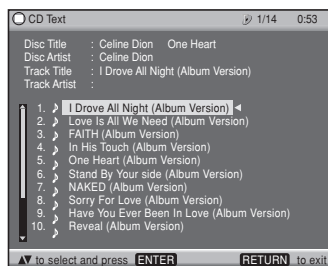 CD Text 1/14 0:53
Disc Title : Celine Dion One Heart
Disc Artist : Celine Dion
Track Title : I Drove All Night (Album Version)
Track Artist :
1. I Drove All Night (Album Version)
2. Love Is All We Need (Album Version)
3. FAITH (Album Version)
4. In His Touch (Album Version)
5. One Heart (Album Version)
6. Stand By Your side (Album Version)
7. NAKED (Album Version)
8. Sorry For Love (Album Version)
9. Have You Ever Been In Love (Album Version)
10. Reveal (Album Version)
to select and press ENTER RETURN to exit